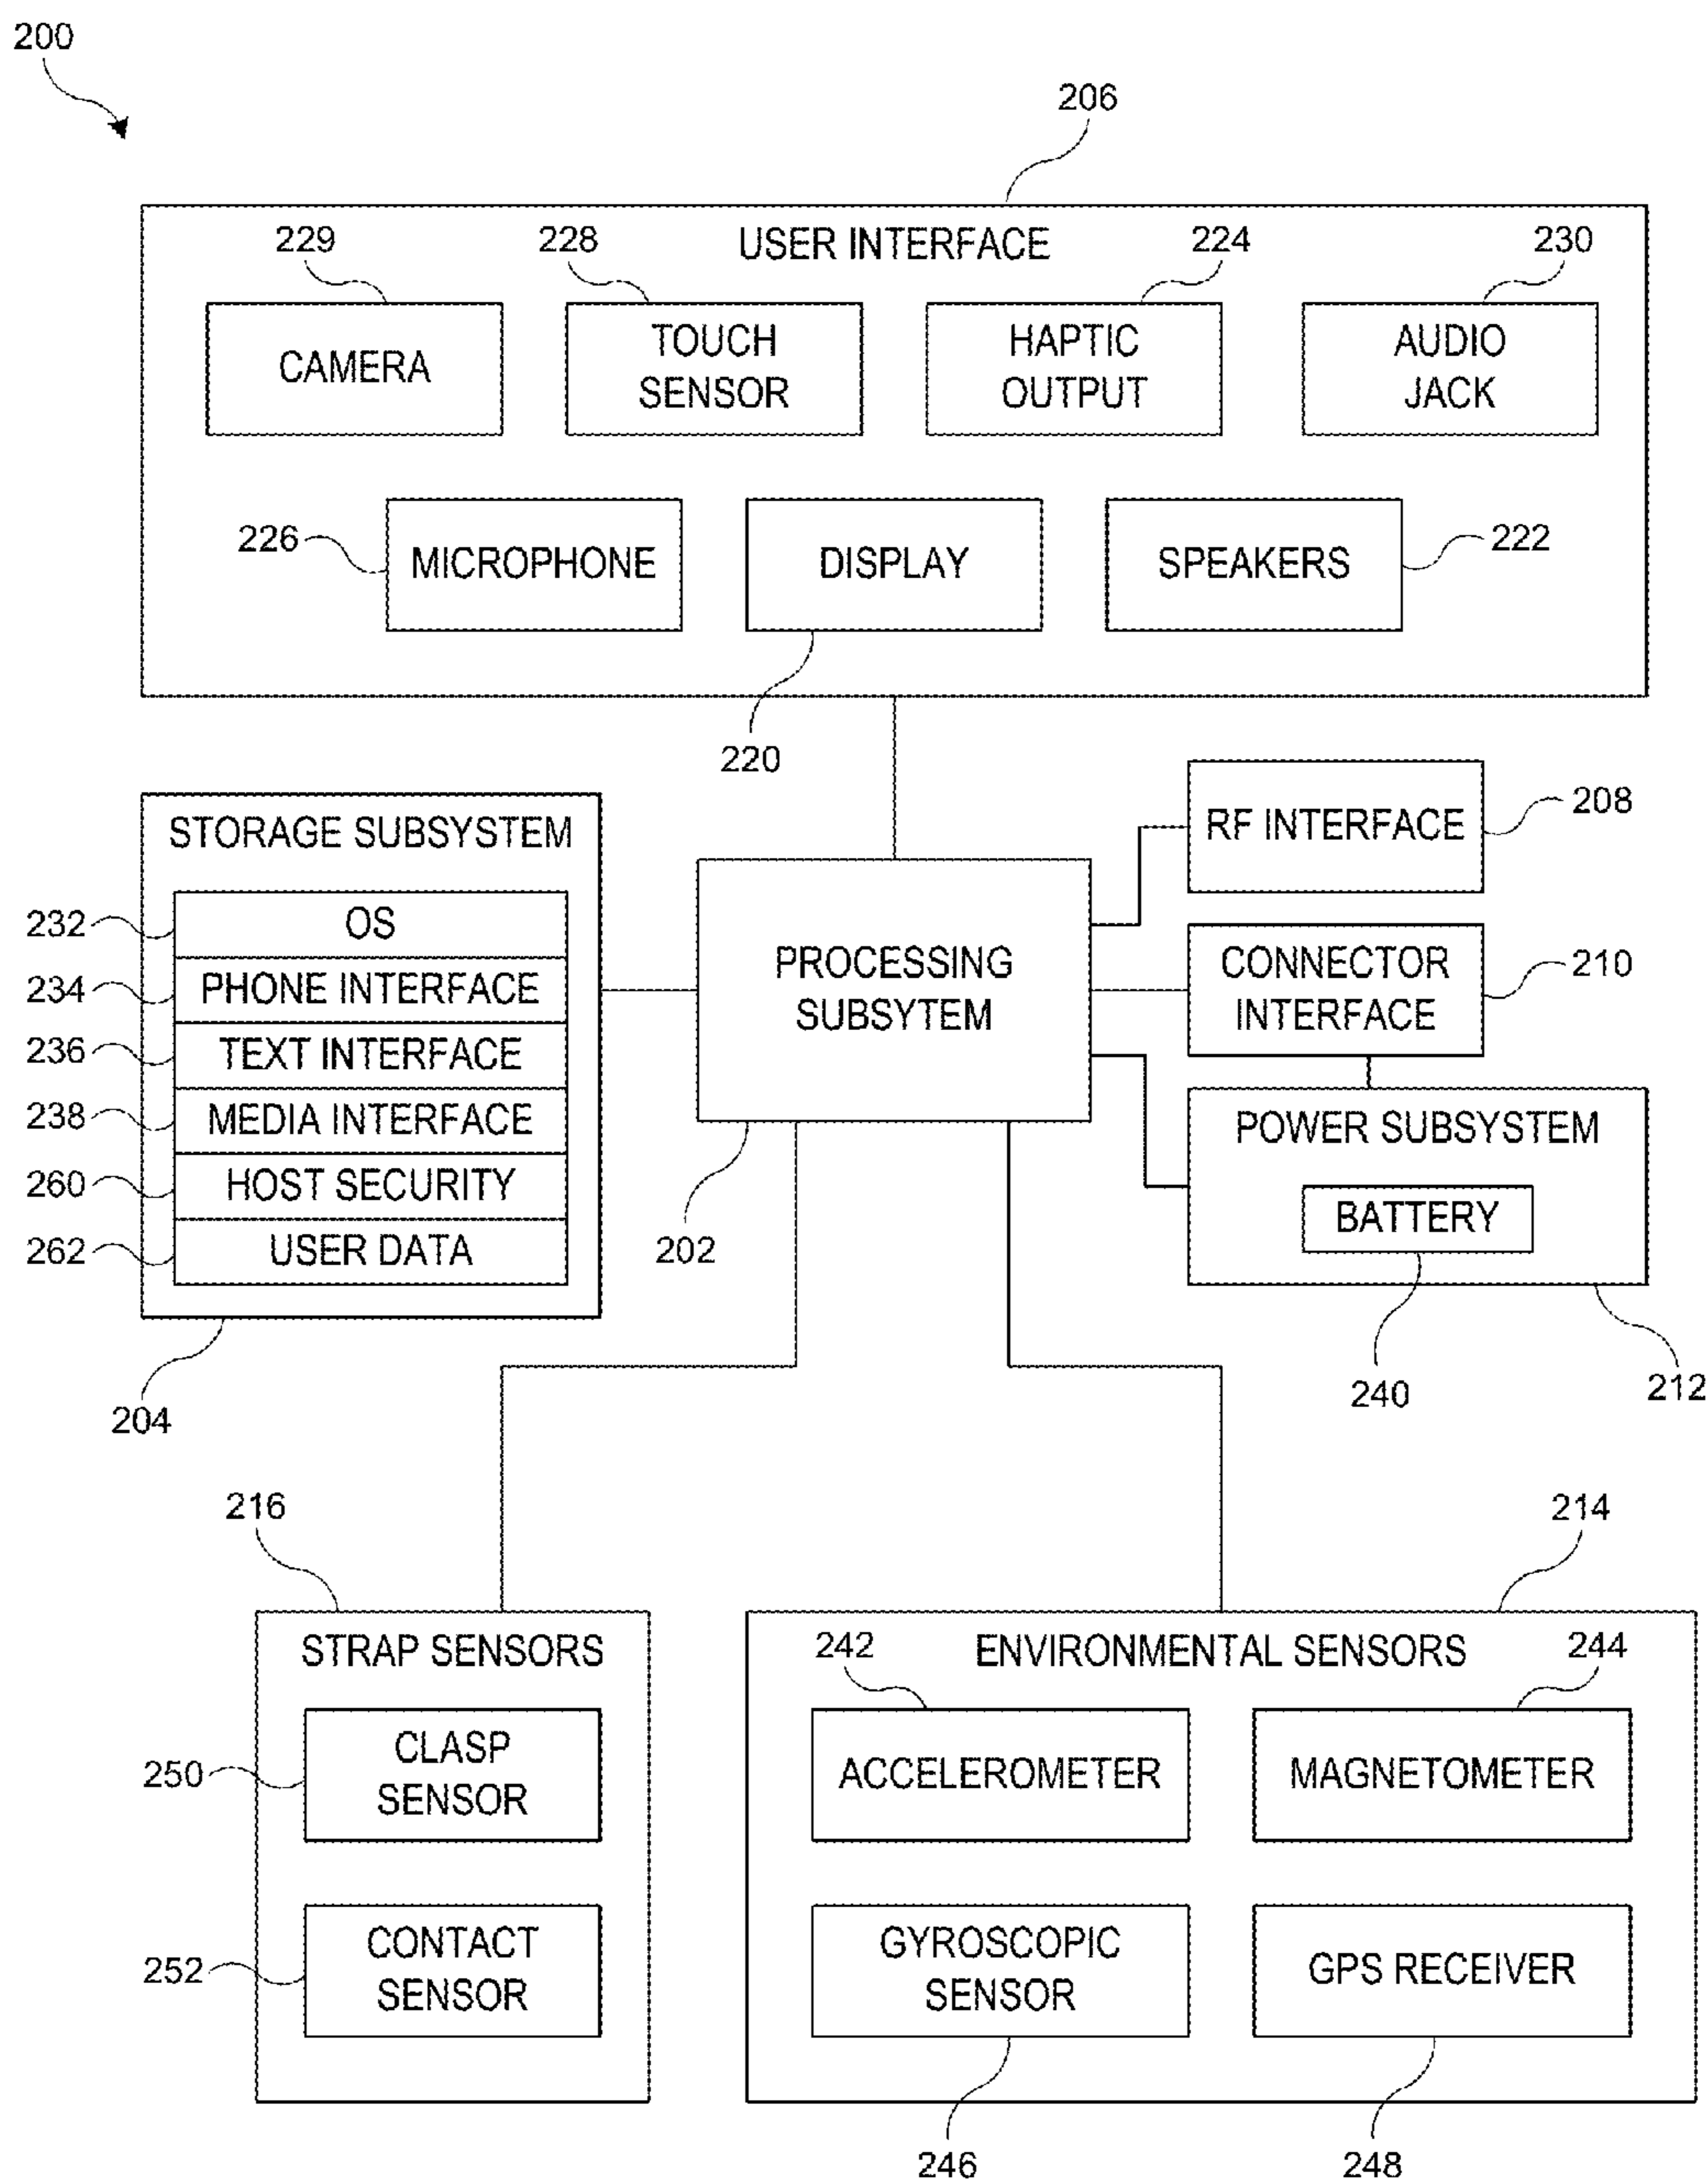 200
206
USER INTERFACE
229
228
224
230
CAMERA
TOUCH
SENSOR
HAPTIC
OUTPUT
AUDIO
JACK
226
MICROPHONE
DISPLAY
SPEAKERS
222
220
STORAGE SUBSYSTEM
232
OS
234
PHONE INTERFACE
236
TEXT INTERFACE
238
MEDIA INTERFACE
260
HOST SECURITY
262
USER DATA
204
PROCESSING
SUBSYTEM
202
RF INTERFACE
208
CONNECTOR
INTERFACE
210
POWER SUBSYSTEM
BATTERY
240
212
216
STRAP SENSORS
250
CLASP
SENSOR
252
CONTACT
SENSOR
214
ENVIRONMENTAL SENSORS
242
244
ACCELEROMETER
MAGNETOMETER
GYROSCOPIC
SENSOR
GPS RECEIVER
246
248